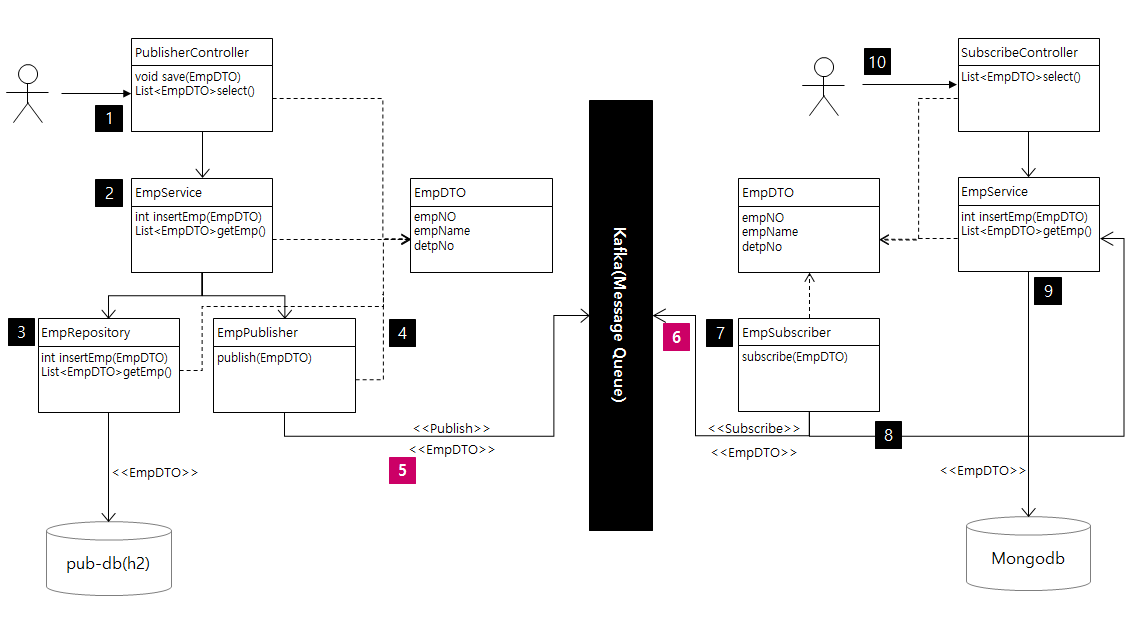 PublisherController
void save(EmpDTO)
List<EmpDTO>select()
1
2
EmpService
int insertEmp(EmpDTO)
List<EmpDTO>getEmp()
EmpDTO
empNO
empName
detpNo
3
EmpRepository
int insertEmp(EmpDTO)
List<EmpDTO>getEmp()
EmpPublisher
publish(EmpDTO)
4
<<Publish>>
<<EmpDTO>>
5
<<EmpDTO>>
pub-db(h2)
Kafka(Message Queue)
10
SubscribeController
List<EmpDTO>select()
EmpDTO
empNO
empName
detpNo
EmpService
int insertEmp(EmpDTO)
List<EmpDTO>getEmp()
9
6
7
EmpSubscriber
subscribe(EmpDTO)
<<Subscribe>>
<<EmpDTO>>
8
<<EmpDTO>>
Mongodb